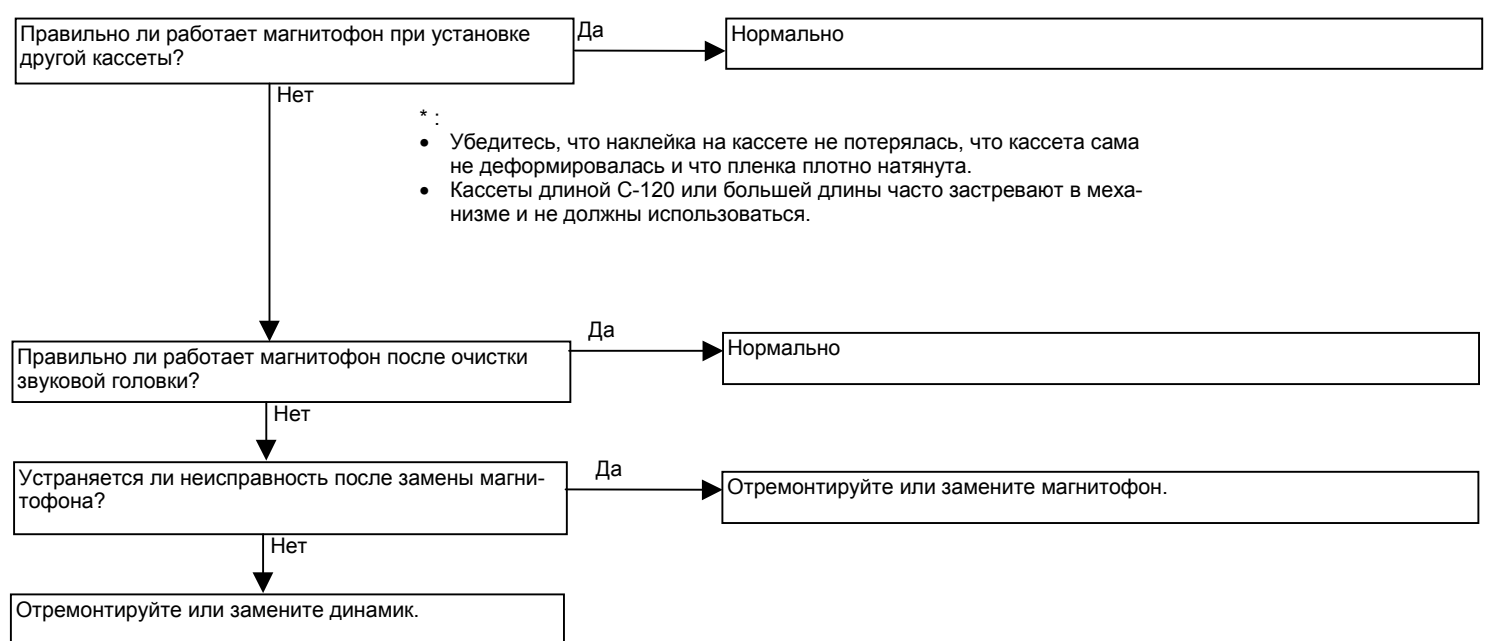 Правильно ли работает магнитофон при установке
другой кассеты?
Да
Нормально
Нет
* :
• Убедитесь, что наклейка на кассете не потерялась, что кассета сама
не деформировалась и что пленка плотно натянута.
• Кассеты длиной С-120 или большей длины часто застревают в меха-
низме и не должны использоваться.
Правильно ли работает магнитофон после очистки
звуковой головки?
Да
Нормально
Нет
Устраняется ли неисправность после замены магни-
тофона?
Да
Отремонтируйте или замените магнитофон.
Нет
Отремонтируйте или замените динамик.